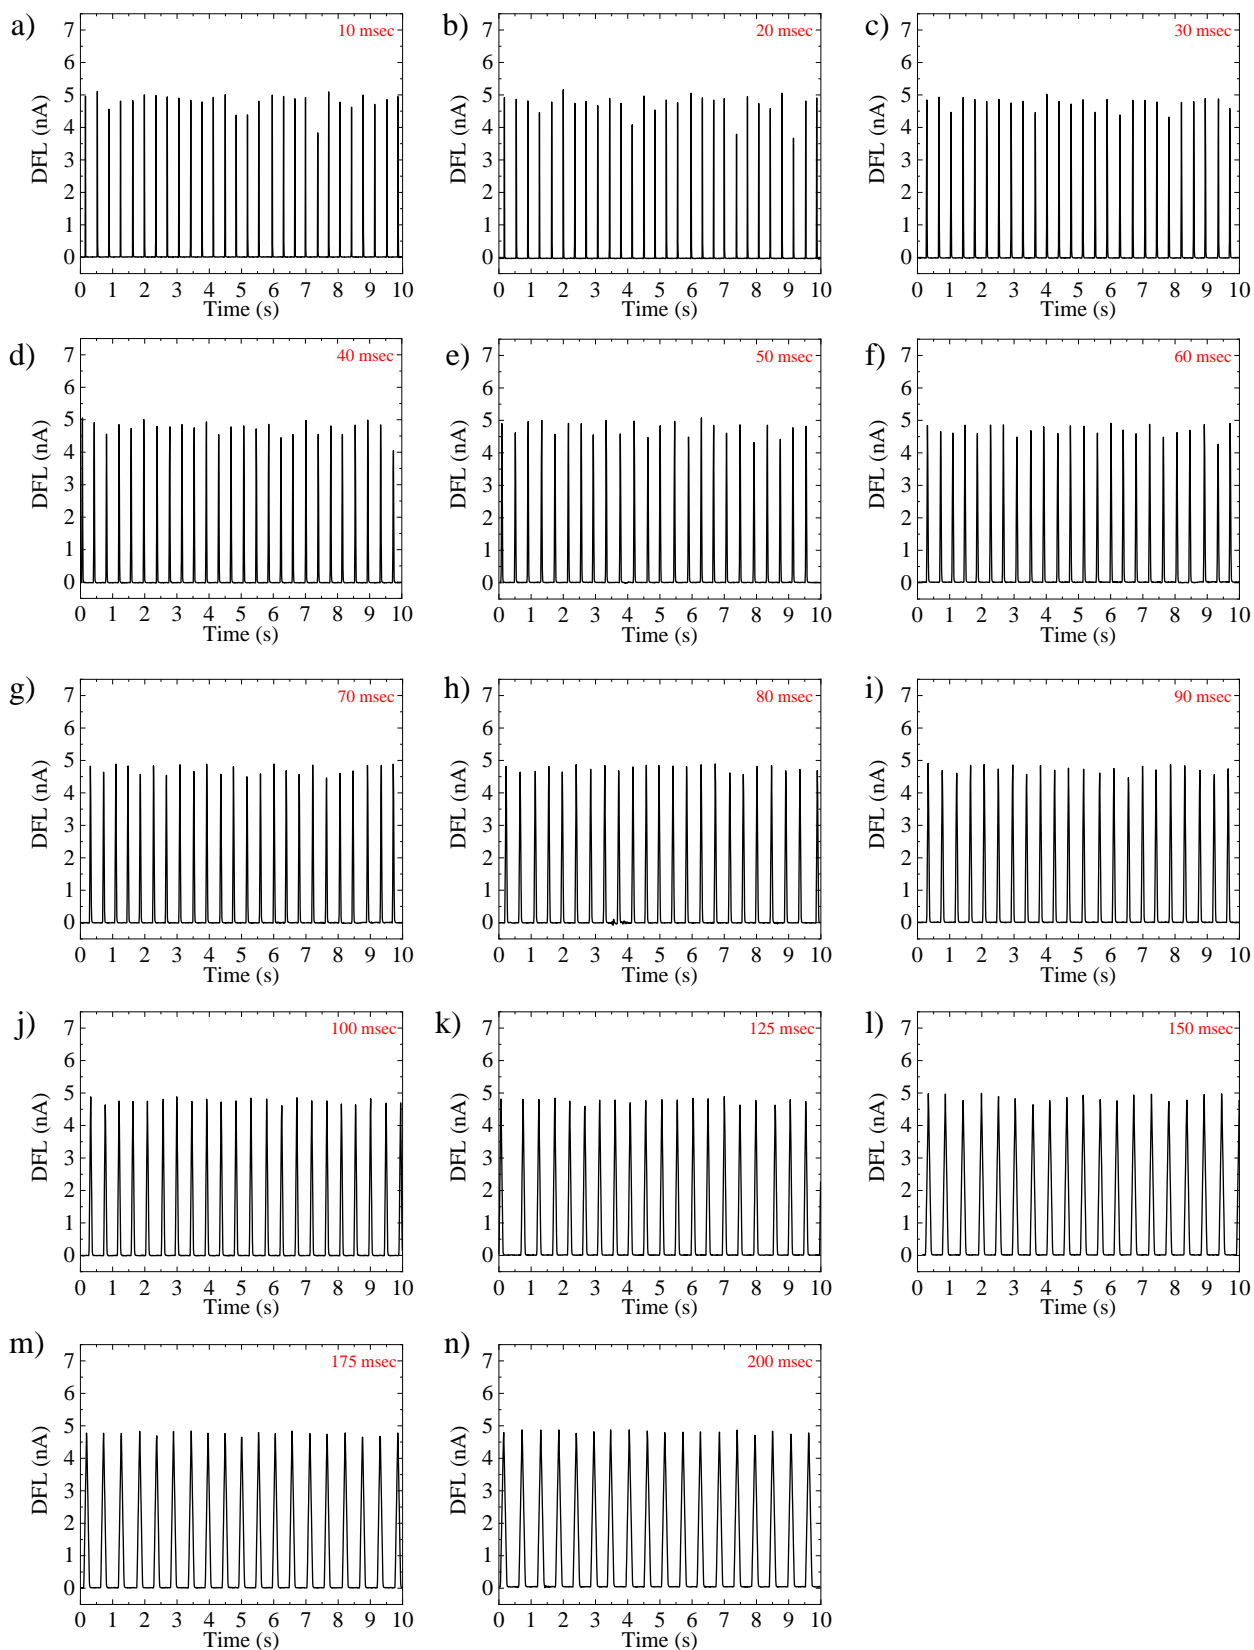 a)
10 msec
7
6
5
4
3
2
1
0
DFL (nA)
0 1 2 3 4 5 6 7 8 9 10
Time (s)
b)
20 msec
7
6
5
4
3
2
1
0
DFL (nA)
0 1 2 3 4 5 6 7 8 9 10
Time (s)
c)
30 msec
7
6
5
4
3
2
1
0
DFL (nA)
0 1 2 3 4 5 6 7 8 9 10
Time (s)
d)
40 msec
7
6
5
4
3
2
1
0
DFL (nA)
0 1 2 3 4 5 6 7 8 9 10
Time (s)
e)
50 msec
7
6
5
4
3
2
1
0
DFL (nA)
0 1 2 3 4 5 6 7 8 9 10
Time (s)
f)
60 msec
7
6
5
4
3
2
1
0
DFL (nA)
0 1 2 3 4 5 6 7 8 9 10
Time (s)
g)
70 msec
7
6
5
4
3
2
1
0
DFL (nA)
0 1 2 3 4 5 6 7 8 9 10
Time (s)
h)
80 msec
7
6
5
4
3
2
1
0
DFL (nA)
0 1 2 3 4 5 6 7 8 9 10
Time (s)
i)
90 msec
7
6
5
4
3
2
1
0
DFL (nA)
0 1 2 3 4 5 6 7 8 9 10
Time (s)
j)
100 msec
7
6
5
4
3
2
1
0
DFL (nA)
0 1 2 3 4 5 6 7 8 9 10
Time (s)
k)
125 msec
7
6
5
4
3
2
1
0
DFL (nA)
0 1 2 3 4 5 6 7 8 9 10
Time (s)
l)
150 msec
7
6
5
4
3
2
1
0
DFL (nA)
0 1 2 3 4 5 6 7 8 9 10
Time (s)
m)
175 msec
7
6
5
4
3
2
1
0
DFL (nA)
0 1 2 3 4 5 6 7 8 9 10
Time (s)
n)
200 msec
7
6
5
4
3
2
1
0
DFL (nA)
0 1 2 3 4 5 6 7 8 9 10
Time (s)